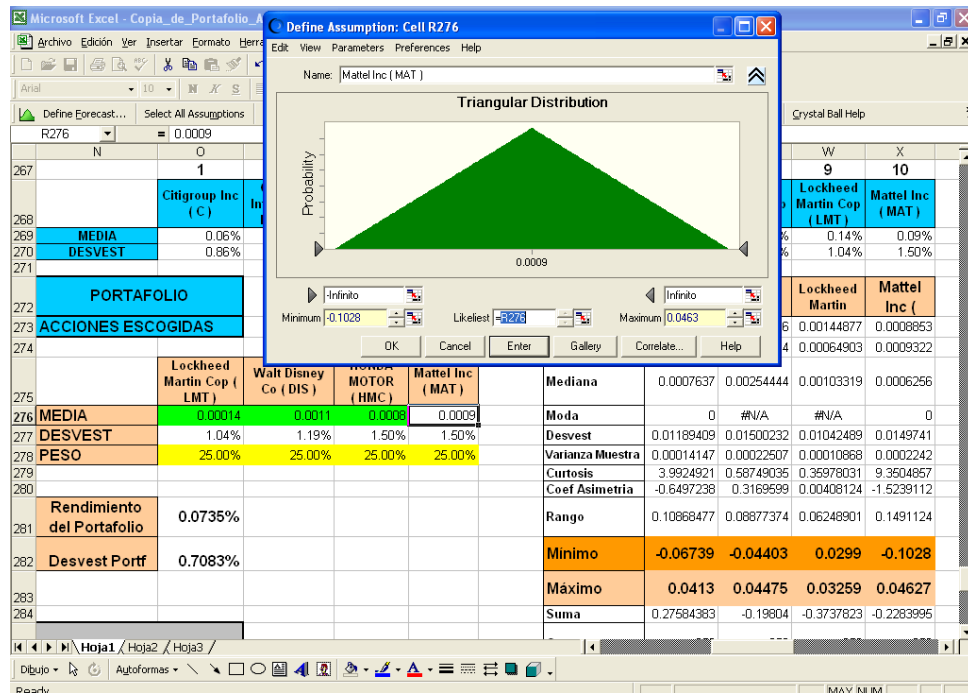 Microsoft Excel - Copia_de_Portafolio_A
Archivo Edición Ver Insertar Formato Herra
Arial 10 N K S
Define Forecast... Select All Assumptions Crystal Ball Help
R276 = 0.0009
Define Assumption: Cell R276
Edit View Parameters Preferences Help
Name: Mattel Inc ( MAT )
Triangular Distribution
Probability
0.0009
-Infinito Infinito
Minimum -0.1028 Likeliest =R276 Maximum 0.0463
OK Cancel Enter Gallery Correlate... Help
N O W X
267 1 9 10
268 Citigroup Inc ( C ) Lockheed Martin Cop ( LMT ) Mattel Inc ( MAT )
269 MEDIA 0.06% % 0.14% 0.09%
270 DESVEST 0.86% % 1.04% 1.50%
271
272 PORTAFOLIO Lockheed Martin Mattel Inc (
273 ACCIONES ESCOGIDAS 6 0.00144877 0.0008853
274 4 0.00064903 0.0009322
275 Lockheed Martin Cop ( LMT ) Walt Disney Co ( DIS ) HONDA MOTOR ( HMC ) Mattel Inc ( MAT ) Mediana 0.0007637 0.00254444 0.00103319 0.0006256
276 MEDIA 0.00014 0.0011 0.0008 0.0009 Moda 0 #N/A #N/A 0
277 DESVEST 1.04% 1.19% 1.50% 1.50% Desvest 0.01189409 0.01500232 0.01042489 0.0149741
278 PESO 25.00% 25.00% 25.00% 25.00% Varianza Muestra 0.00014147 0.00022507 0.00010868 0.0002242
279 Curtosis 3.9924921 0.58749035 0.35978031 9.3504857
280 Coef Asimetria -0.6497238 0.3169599 0.00408124 -1.5239112
281 Rendimiento del Portafolio 0.0735% Rango 0.10868477 0.08877374 0.06248901 0.1491124
282 Desvest Portf 0.7083% Mínimo -0.06739 -0.04403 0.0299 -0.1028
283 Máximo 0.0413 0.04475 0.03259 0.04627
284 Suma 0.27584383 -0.19804 -0.3737823 -0.2283995
Hoja1 Hoja2 Hoja3
Dibujo Autoformas
Ready MAY NUM